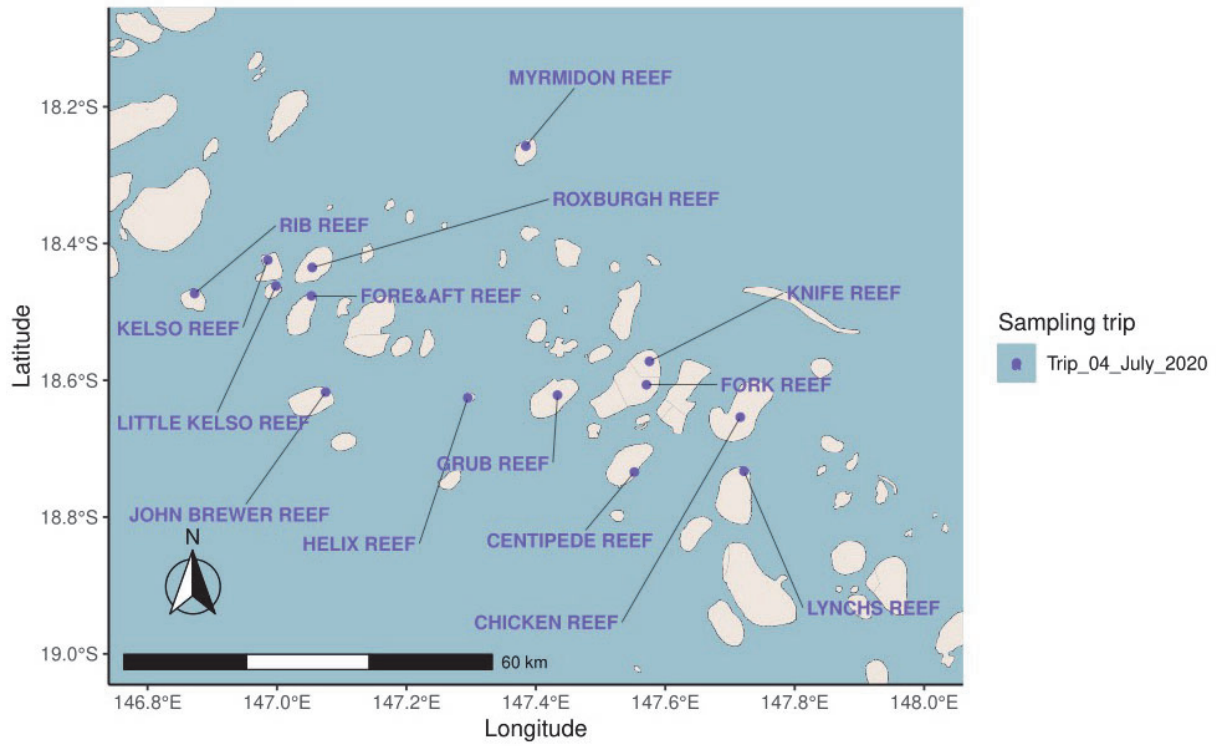 MYRMIDON REEF
18.2°S
ROXBURGH REEF
RIB REEF
18.4°S
FORE&AFT REEF
KNIFE REEF
KELSO REEF
Sampling trip
Trip_04_July_2020
Latitude
18.6°S
FORK REEF
LITTLE KELSO REEF
GRUB REEF
18.8°S
JOHN BREWER REEF
HELIX REEF
CENTIPEDE REEF
N
LYNCHS REEF
CHICKEN REEF
19.0°S
60 km
146.8°E 147.0°E 147.2°E 147.4°E 147.6°E 147.8°E 148.0°E
Longitude